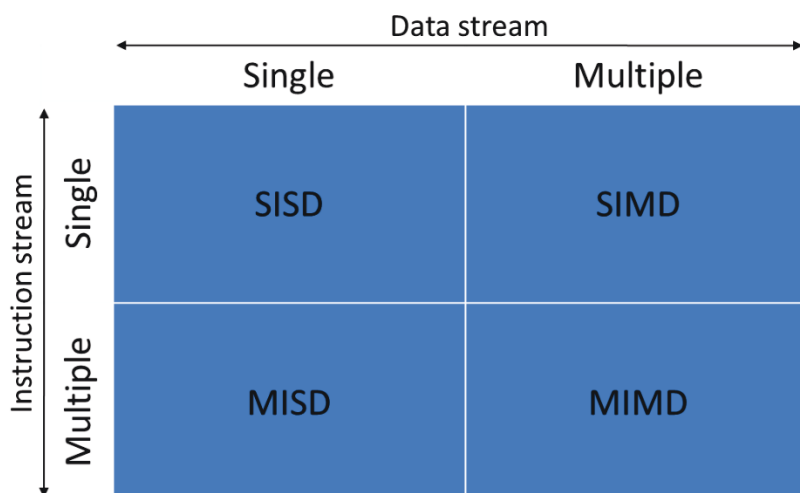 Data stream
Single Multiple
Instruction stream
Single
SISD SIMD
Multiple
MISD MIMD